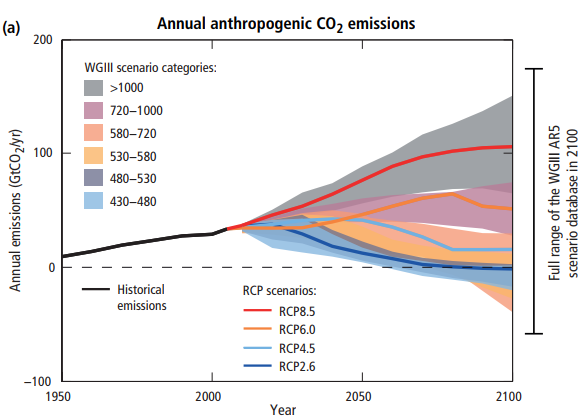 (a)
Annual anthropogenic CO₂ emissions
200
WGIII scenario categories:
>1000
720–1000
580–720
530–580
480–530
430–480
100
0
−100
Annual emissions (GtCO₂/yr)
Historical
emissions
RCP scenarios:
RCP8.5
RCP6.0
RCP4.5
RCP2.6
1950
2000
2050
2100
Year
Full range of the WGIII AR5
scenario database in 2100